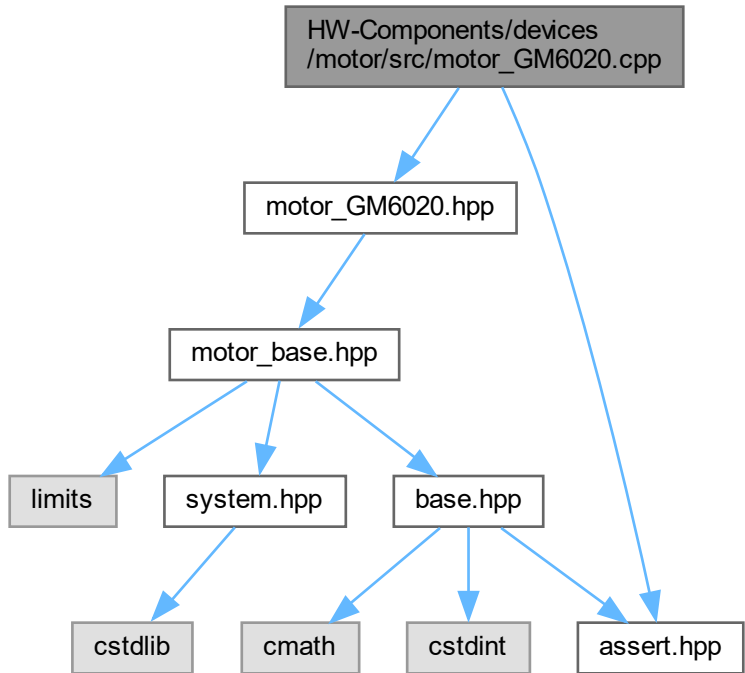 HW-Components/devices
/motor/src/motor_GM6020.cpp
motor_GM6020.hpp
motor_base.hpp
limits
system.hpp
base.hpp
cstdlib
cmath
cstdint
assert.hpp